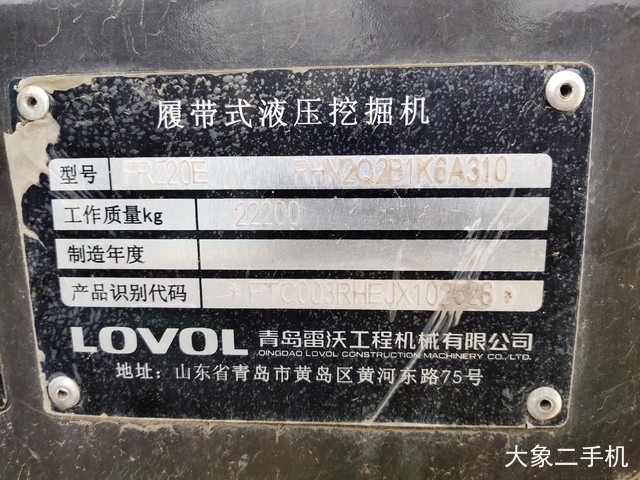 履带式液压挖掘机
型号 FR220E RHN2Q2B1K6A310
工作质量kg 22200
制造年度
产品识别代码 *FTC003RHEJX102626*
LOVOL 青岛雷沃工程机械有限公司
QINGDAO LOVOL CONSTRUCTION MACHINERY CO.,LTD.
地址：山东省青岛市黄岛区黄河东路75号
大象二手机